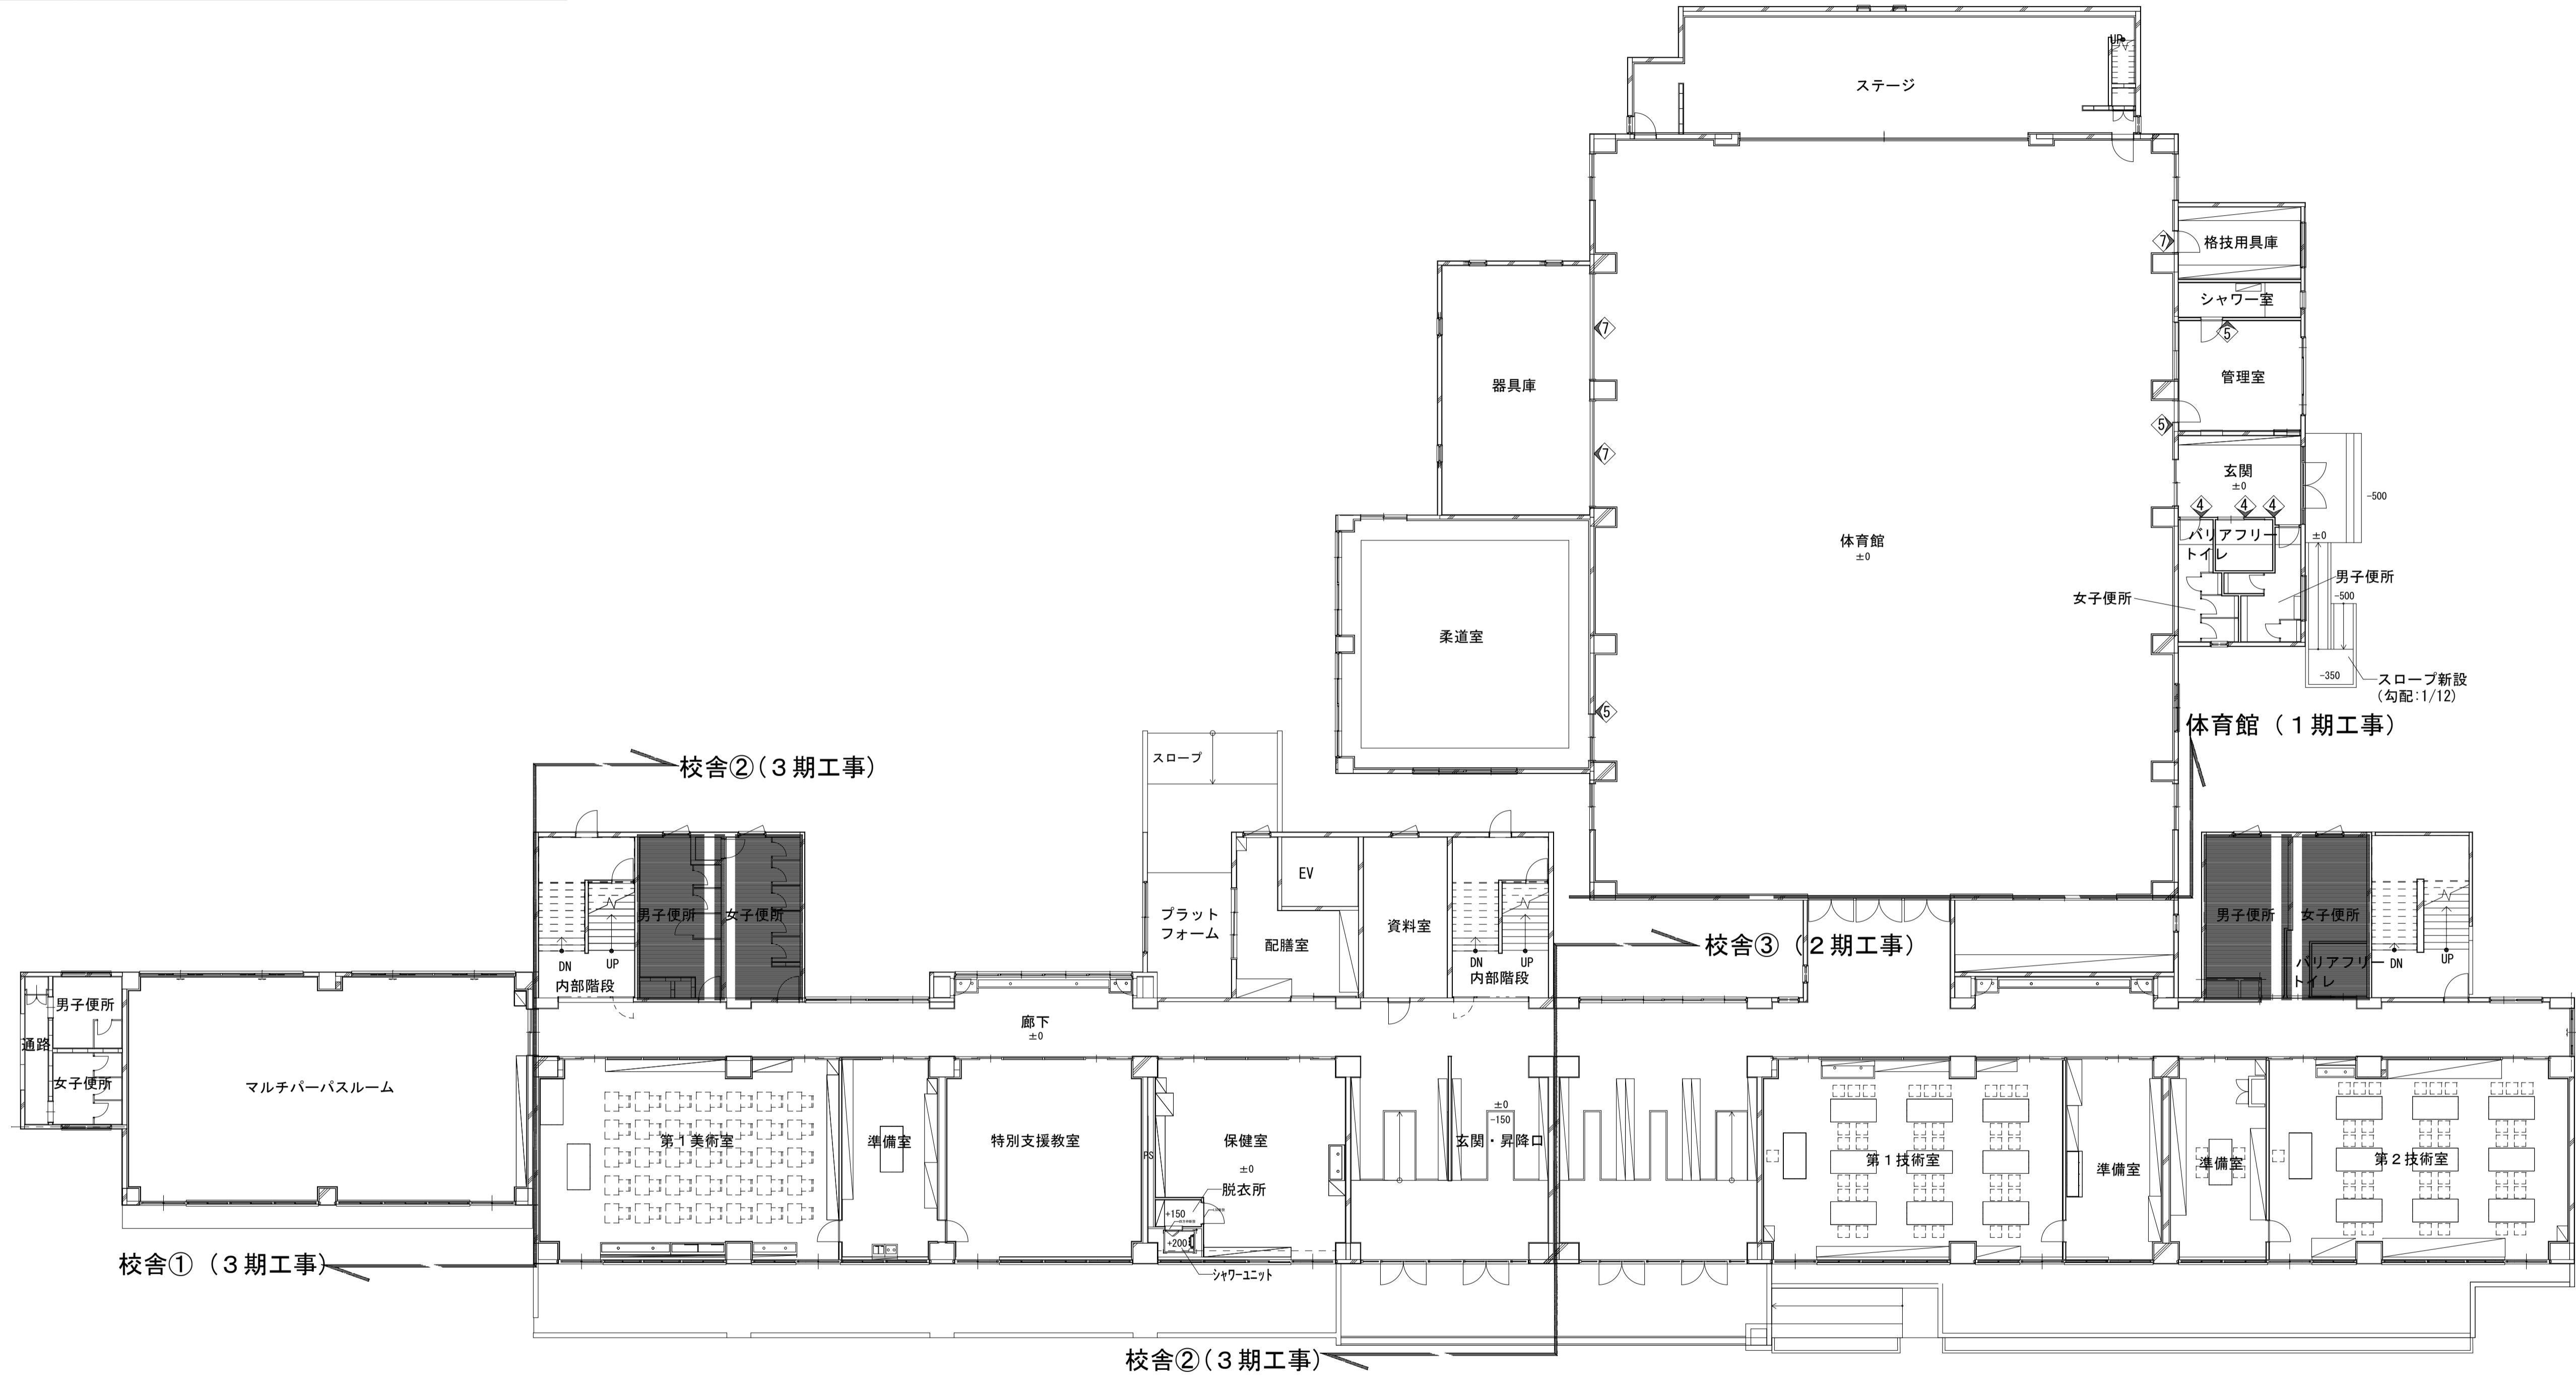 UP
ステージ
7
格技用具庫
シャワー室
7
5
器具庫
管理室
5
7
玄関
±0
-500
4
4
4
体育館
±0
バリアフリー
トイレ
±0
男子便所
女子便所
-500
柔道室
-350
スロープ新設
(勾配:1/12)
5
体育館(1期工事)
スロープ
校舎②(3期工事)
EV
プラット
フォーム
配膳室
資料室
男子便所
女子便所
DN
UP
内部階段
DN
UP
内部階段
校舎③(2期工事)
男子便所
女子便所
バリアフリー
トイレ
DN
UP
男子便所
通路
女子便所
マルチパーパスルーム
廊下
±0
第1美術室
準備室
特別支援教室
PS
保健室
±0
脱衣所
+150
+200
シャワーユニット
±0
-150
玄関・昇降口
第1技術室
準備室
準備室
第2技術室
校舎①(3期工事)
校舎②(3期工事)